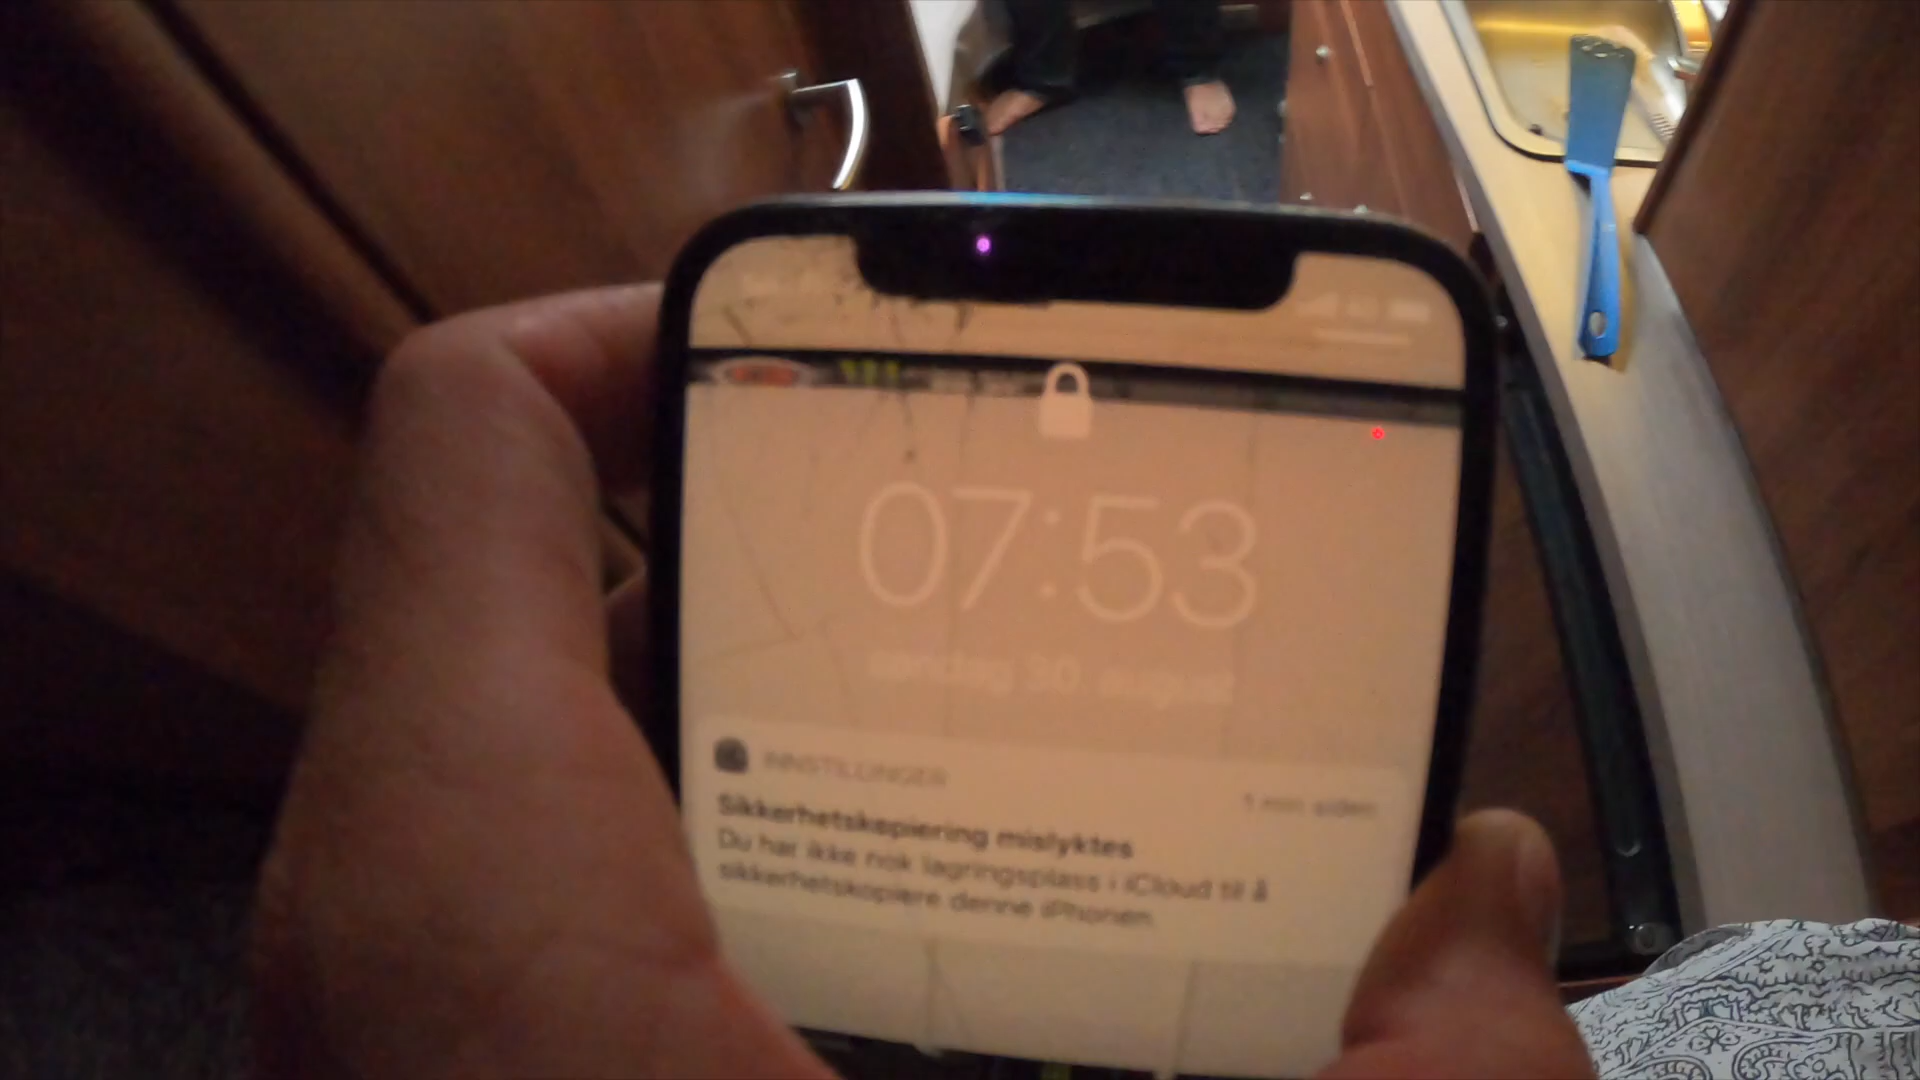 07:53
søndag 30. august
INNSTILLINGER
1 min siden
Sikkerhetskopiering mislyktes
Du har ikke nok lagringsplass i iCloud til å
sikkerhetskopiere denne iPhonen.